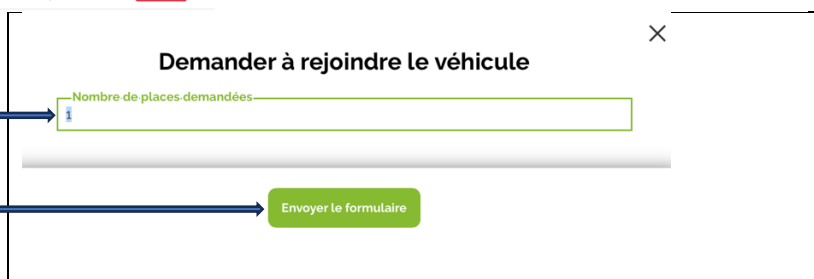 Demander à rejoindre le véhicule
Nombre de places demandées
1
Envoyer le formulaire